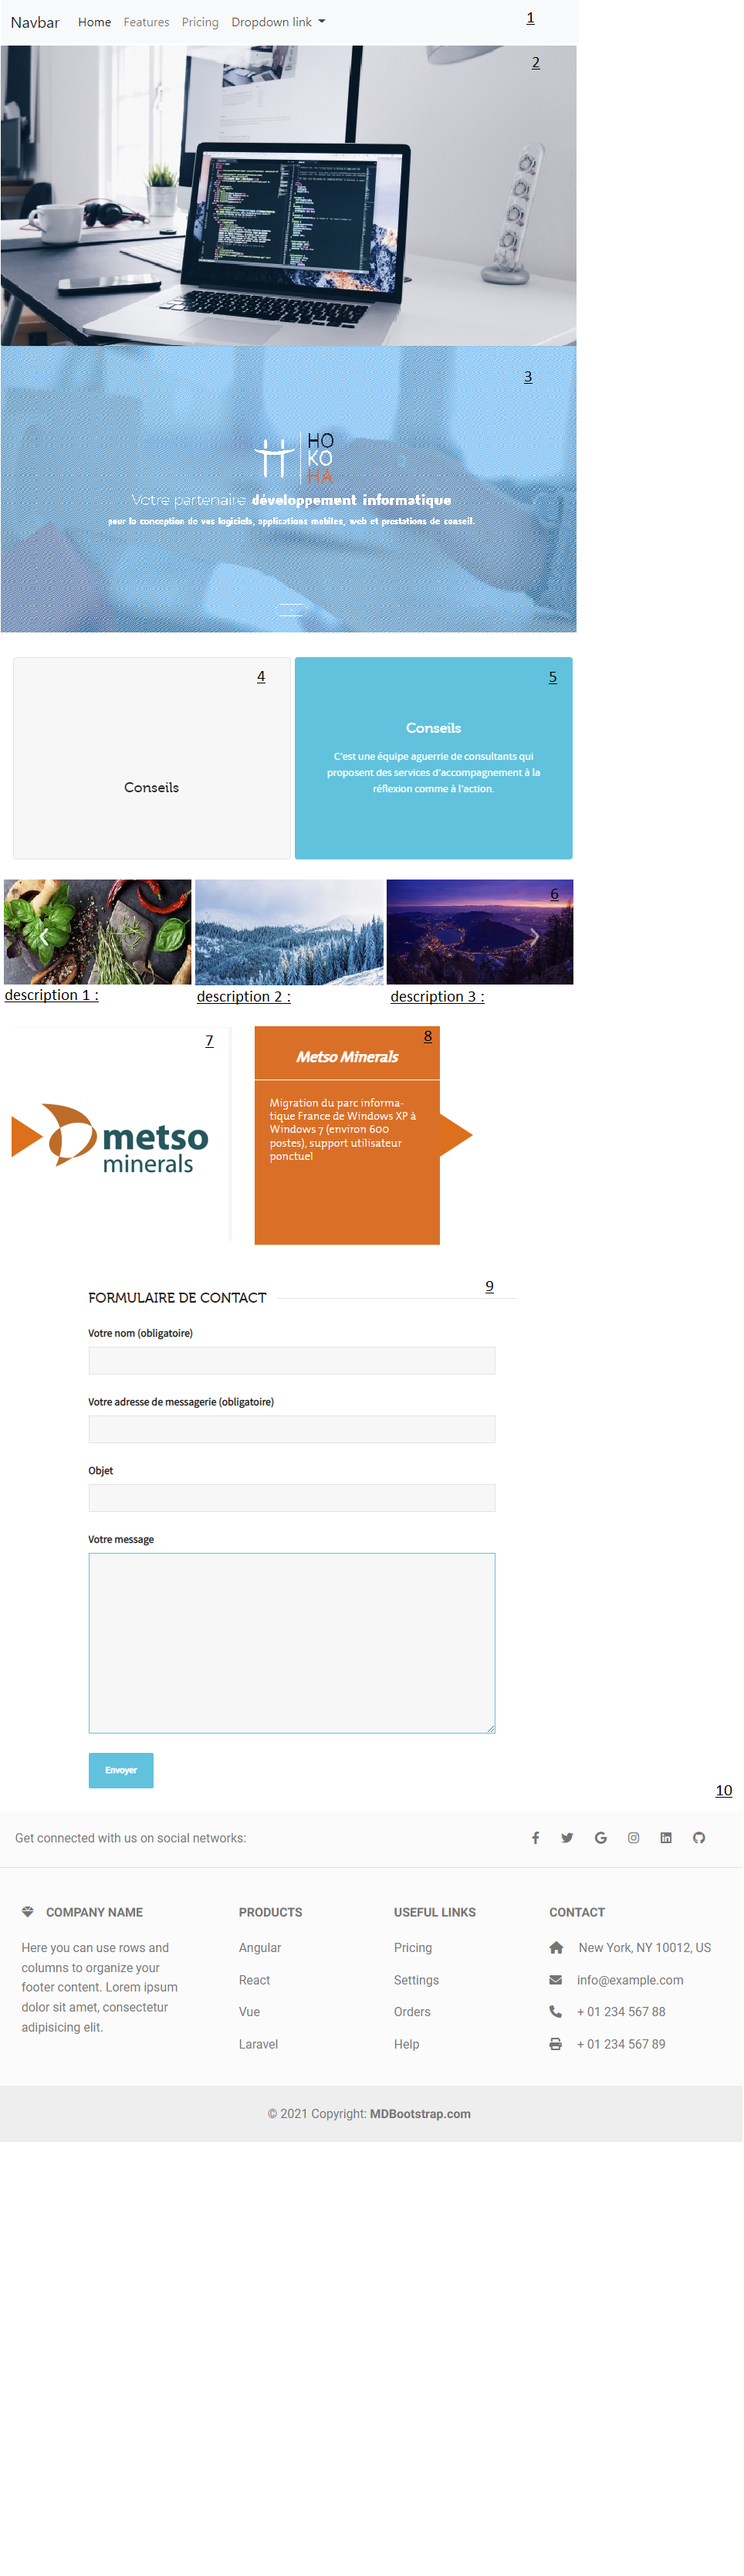 Navbar Home Features Pricing Dropdown link 1
2
3
HO
KO
HA
Votre partenaire développement informatique
pour la conception de vos logiciels, applications mobiles, web et prestations de conseil.
4
Conseils
5
Conseils
C'est une équipe aguerrie de consultants qui
proposent des services d'accompagnement à la
réflexion comme à l'action.
6
description 1 : description 2 : description 3 :
7
metso
minerals
8
Metso Minerals
Migration du parc informa-
tique France de Windows XP à
Windows 7 (environ 600
postes), support utilisateur
ponctuel
9
FORMULAIRE DE CONTACT
Votre nom (obligatoire)
Votre adresse de messagerie (obligatoire)
Objet
Votre message
Envoyer
10
Get connected with us on social networks:
COMPANY NAME
Here you can use rows and
columns to organize your
footer content. Lorem ipsum
dolor sit amet, consectetur
adipisicing elit.
PRODUCTS
Angular
React
Vue
Laravel
USEFUL LINKS
Pricing
Settings
Orders
Help
CONTACT
New York, NY 10012, US
info@example.com
+ 01 234 567 88
+ 01 234 567 89
© 2021 Copyright: MDBootstrap.com